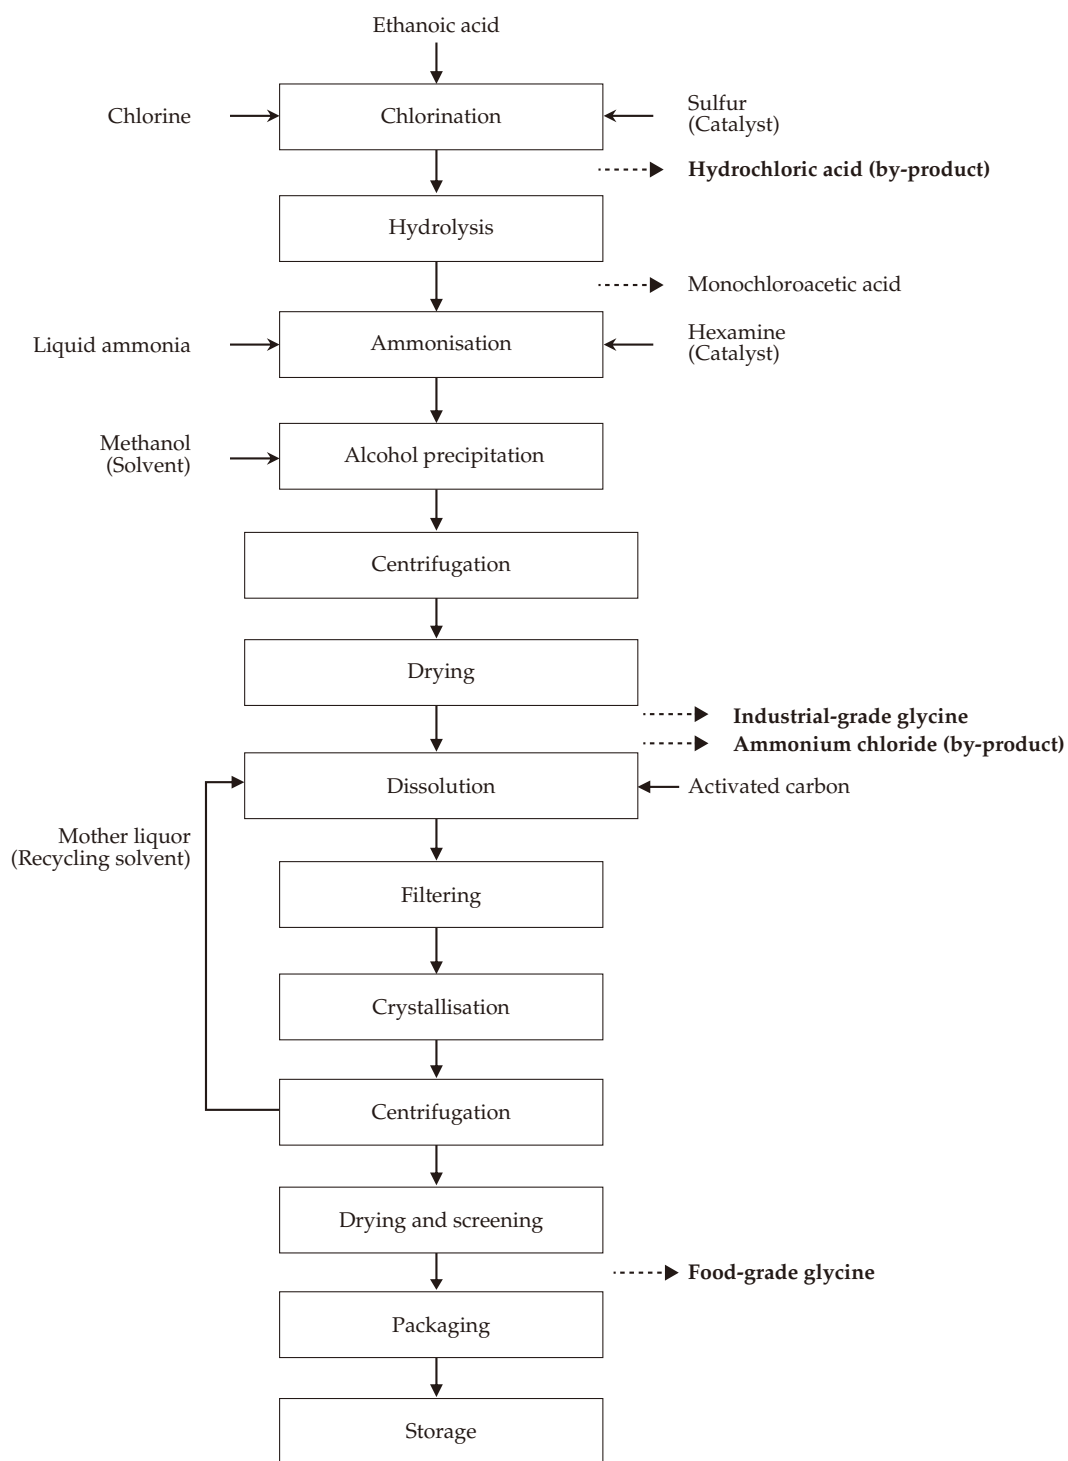 Ethanoic acid
Chlorine
Chlorination
Sulfur
(Catalyst)
Hydrochloric acid (by-product)
Hydrolysis
Monochloroacetic acid
Liquid ammonia
Ammonisation
Hexamine
(Catalyst)
Methanol
(Solvent)
Alcohol precipitation
Centrifugation
Drying
Industrial-grade glycine
Ammonium chloride (by-product)
Dissolution
Activated carbon
Mother liquor
(Recycling solvent)
Filtering
Crystallisation
Centrifugation
Drying and screening
Food-grade glycine
Packaging
Storage